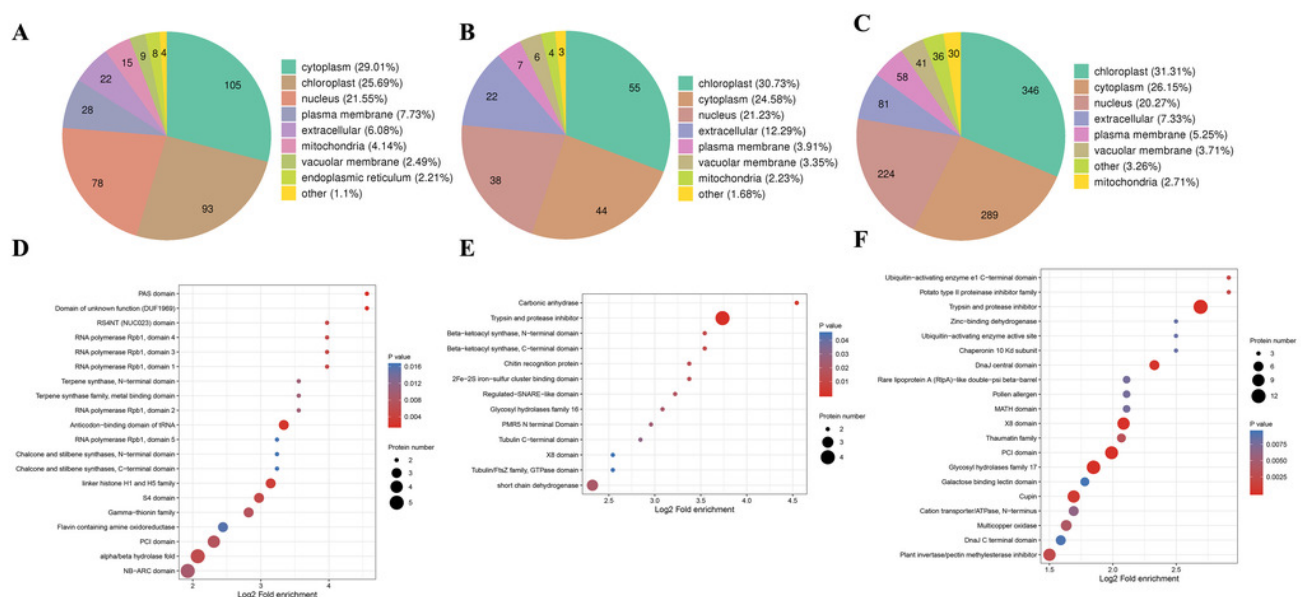 A
4
8
9
15
22
28
78
93
105
cytoplasm (29.01%)
chloroplast (25.69%)
nucleus (21.55%)
plasma membrane (7.73%)
extracellular (6.08%)
mitochondria (4.14%)
vacuolar membrane (2.49%)
endoplasmic reticulum (2.21%)
other (1.1%)
B
3
4
6
7
22
38
44
55
chloroplast (30.73%)
cytoplasm (24.58%)
nucleus (21.23%)
extracellular (12.29%)
plasma membrane (3.91%)
vacuolar membrane (3.35%)
mitochondria (2.23%)
other (1.68%)
C
30
36
41
58
81
224
289
346
chloroplast (31.31%)
cytoplasm (26.15%)
nucleus (20.27%)
extracellular (7.33%)
plasma membrane (5.25%)
vacuolar membrane (3.71%)
other (3.26%)
mitochondria (2.71%)
D
PAS domain
Domain of unknown function (DUF1969)
RS4NT (NUC023) domain
RNA polymerase Rpb1, domain 4
RNA polymerase Rpb1, domain 3
RNA polymerase Rpb1, domain 1
Terpene synthase, N-terminal domain
Terpene synthase family, metal binding domain
RNA polymerase Rpb1, domain 2
Anticodon-binding domain of tRNA
RNA polymerase Rpb1, domain 5
Chalcone and stilbene synthases, N-terminal domain
Chalcone and stilbene synthases, C-terminal domain
linker histone H1 and H5 family
S4 domain
Gamma-thionin family
Flavin containing amine oxidoreductase
PCI domain
alpha/beta hydrolase fold
NB-ARC domain
2 3 4
Log2 Fold enrichment
P value
0.016
0.012
0.008
0.004
Protein number
2
3
4
5
E
Carbonic anhydrase
Trypsin and protease inhibitor
Beta-ketoacyl synthase, N-terminal domain
Beta-ketoacyl synthase, C-terminal domain
Chitin recognition protein
2Fe-2S iron-sulfur cluster binding domain
Regulated-SNARE-like domain
Glycosyl hydrolases family 16
PMR5 N terminal Domain
Tubulin C-terminal domain
X8 domain
Tubulin/FtsZ family, GTPase domain
short chain dehydrogenase
2.5 3.0 3.5 4.0 4.5
Log2 Fold enrichment
P value
0.04
0.03
0.02
0.01
Protein number
2
3
4
F
Ubiquitin-activating enzyme e1 C-terminal domain
Potato type II proteinase inhibitor family
Trypsin and protease inhibitor
Zinc-binding dehydrogenase
Ubiquitin-activating enzyme active site
Chaperonin 10 Kd subunit
DnaJ central domain
Rare lipoprotein A (RlpA)-like double-psi beta-barrel
Pollen allergen
MATH domain
X8 domain
Thaumatin family
PCI domain
Glycosyl hydrolases family 17
Galactose binding lectin domain
Cupin
Cation transporter/ATPase, N-terminus
Multicopper oxidase
DnaJ C terminal domain
Plant invertase/pectin methylesterase inhibitor
1.5 2.0 2.5
Log2 Fold enrichment
Protein number
3
6
9
12
P value
0.0075
0.0050
0.0025